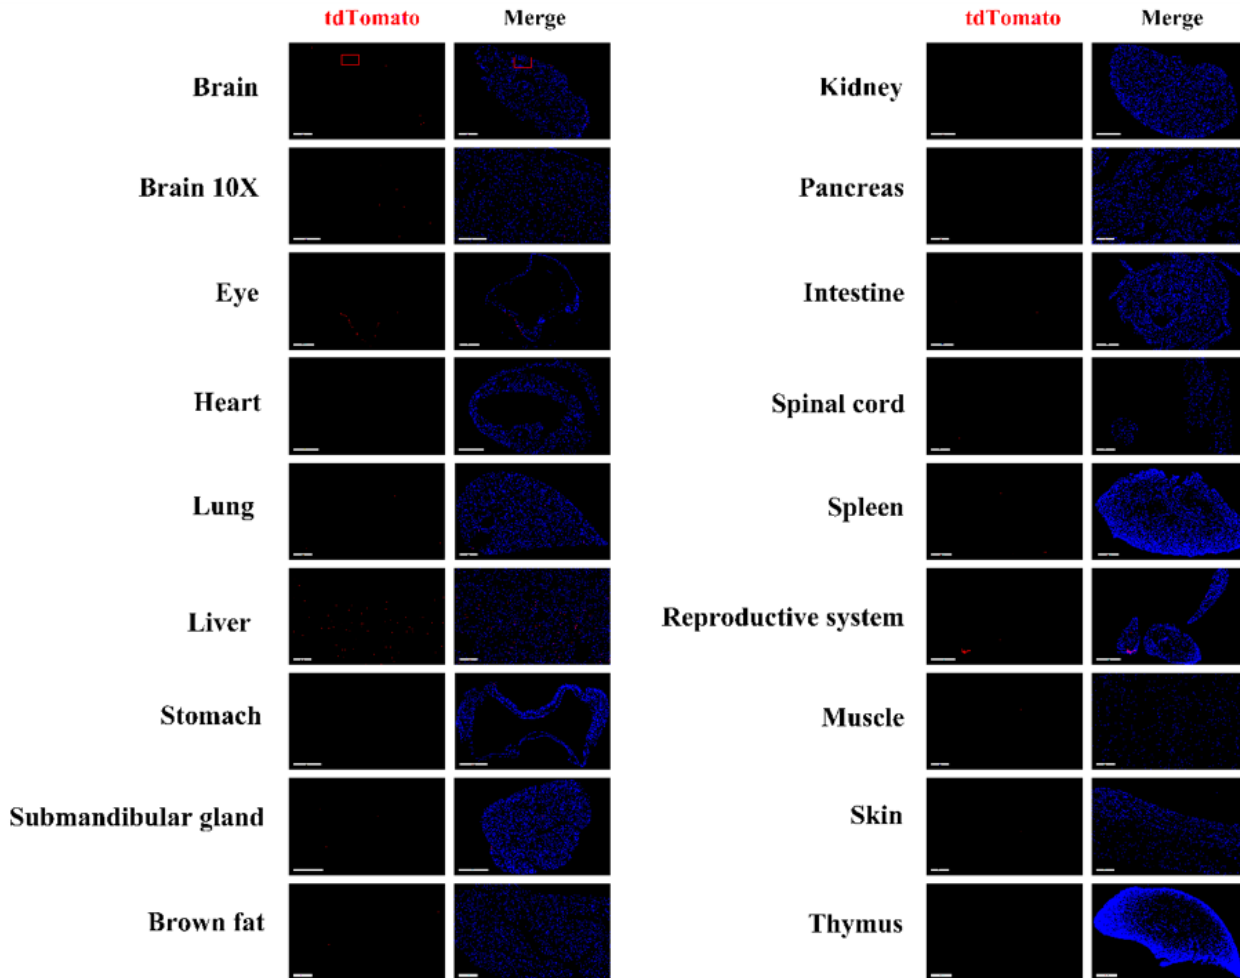 tdTomato Merge tdTomato Merge
Brain Kidney
Brain 10X Pancreas
Eye Intestine
Heart Spinal cord
Lung Spleen
Liver Reproductive system
Stomach Muscle
Submandibular gland Skin
Brown fat Thymus